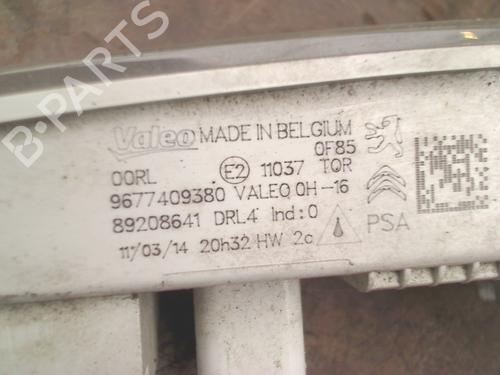 B-PARTS
Valeo MADE IN BELGIUM
0F85
00RL E2 11037 TQR
9677409380 VALEO 0H-16
89208641 DRL4 Ind:0
11/03/14 20h32 HW 2c
PSA